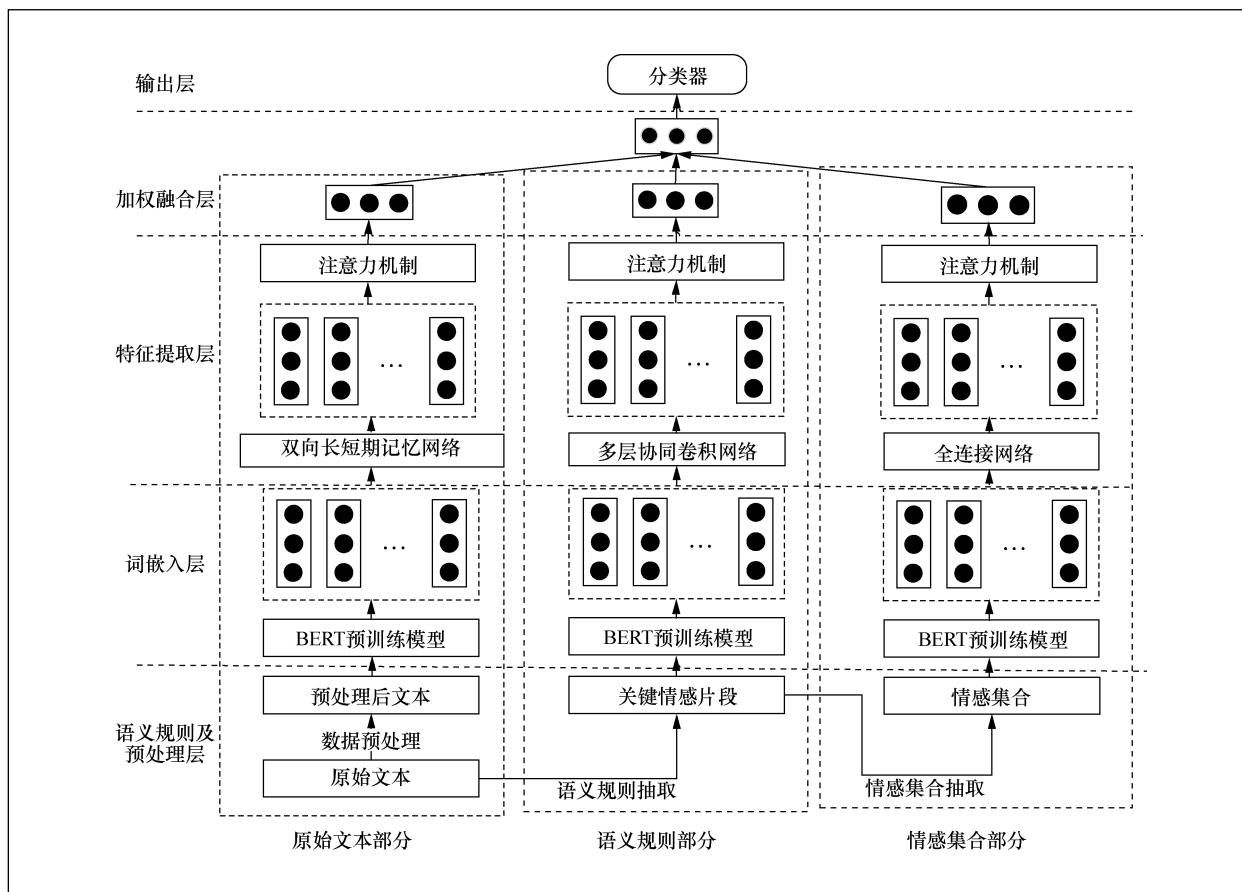 输出层
分类器
加权融合层
注意力机制
注意力机制
注意力机制
特征提取层
...
...
...
双向长短期记忆网络
多层协同卷积网络
全连接网络
词嵌入层
...
...
...
BERT预训练模型
BERT预训练模型
BERT预训练模型
语义规则及
预处理层
预处理后文本
关键情感片段
情感集合
数据预处理
原始文本
语义规则抽取
情感集合抽取
原始文本部分
语义规则部分
情感集合部分